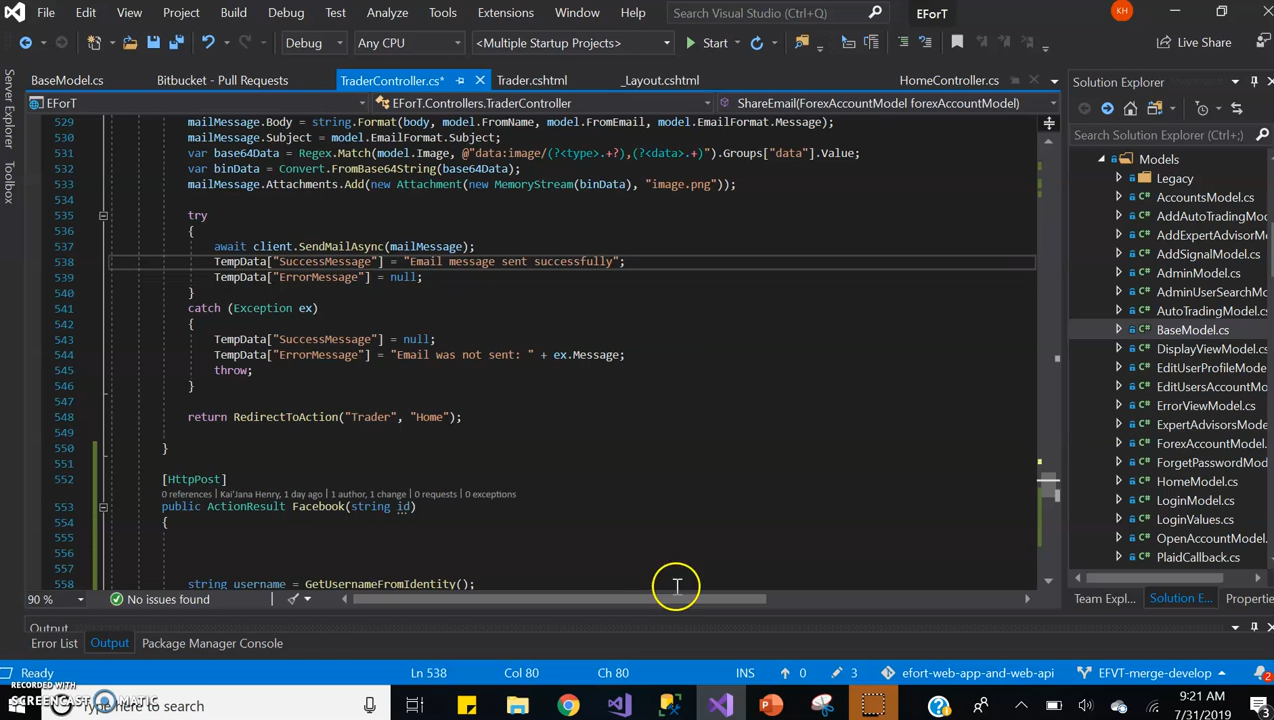 File Edit View Project Build Debug Test Analyze Tools Extensions Window Help Search Visual Studio (Ctrl+Q) EForT KH
Debug Any CPU <Multiple Startup Projects> Start Live Share
BaseModel.cs Bitbucket - Pull Requests TraderController.cs* Trader.cshtml _Layout.cshtml HomeController.cs Solution Explorer
EForT EForT.Controllers.TraderController ShareEmail(ForexAccountModel forexAccountModel)
Server Explorer
Toolbox
529 mailMessage.Body = string.Format(body, model.FromName, model.FromEmail, model.EmailFormat.Message);
530 mailMessage.Subject = model.EmailFormat.Subject;
531 var base64Data = Regex.Match(model.Image, @"data:image/(?<type>.+?),(?<data>.+)").Groups["data"].Value;
532 var binData = Convert.FromBase64String(base64Data);
533 mailMessage.Attachments.Add(new Attachment(new MemoryStream(binData), "image.png"));
534
535 try
536 {
537 await client.SendMailAsync(mailMessage);
538 TempData["SuccessMessage"] = "Email message sent successfully";
539 TempData["ErrorMessage"] = null;
540 }
541 catch (Exception ex)
542 {
543 TempData["SuccessMessage"] = null;
544 TempData["ErrorMessage"] = "Email was not sent: " + ex.Message;
545 throw;
546 }
547
548 return RedirectToAction("Trader", "Home");
549
550 }
551
552 [HttpPost]
0 references | Kai'Jana Henry, 1 day ago | 1 author, 1 change | 0 requests | 0 exceptions
553 public ActionResult Facebook(string id)
554 {
555
556
557
558 string username = GetUsernameFromIdentity();
90 % No issues found
Search Solution Explorer (Ctrl+;)
Models
Legacy
AccountsModel.cs
AddAutoTradingMo
AddExpertAdvisorMo
AddSignalModel.cs
AdminModel.cs
AdminUserSearchMo
AutoTradingModel.cs
BaseModel.cs
DisplayViewModel.cs
EditUserProfileMode
EditUsersAccountMo
ErrorViewModel.cs
ExpertAdvisorsModel
ForexAccountModel.
ForgetPasswordMod
HomeModel.cs
LoginModel.cs
LoginValues.cs
OpenAccountModel.
PlaidCallback.cs
Team Expl... Solution E... Properties
Output
Error List Output Package Manager Console
Ready Ln 538 Col 80 Ch 80 INS 0 3 efort-web-app-and-web-api EFVT-merge-develop 2
RECORDED WITH
SCREENCAST MATIC
Type here to search
9:21 AM
7/31/2019
3